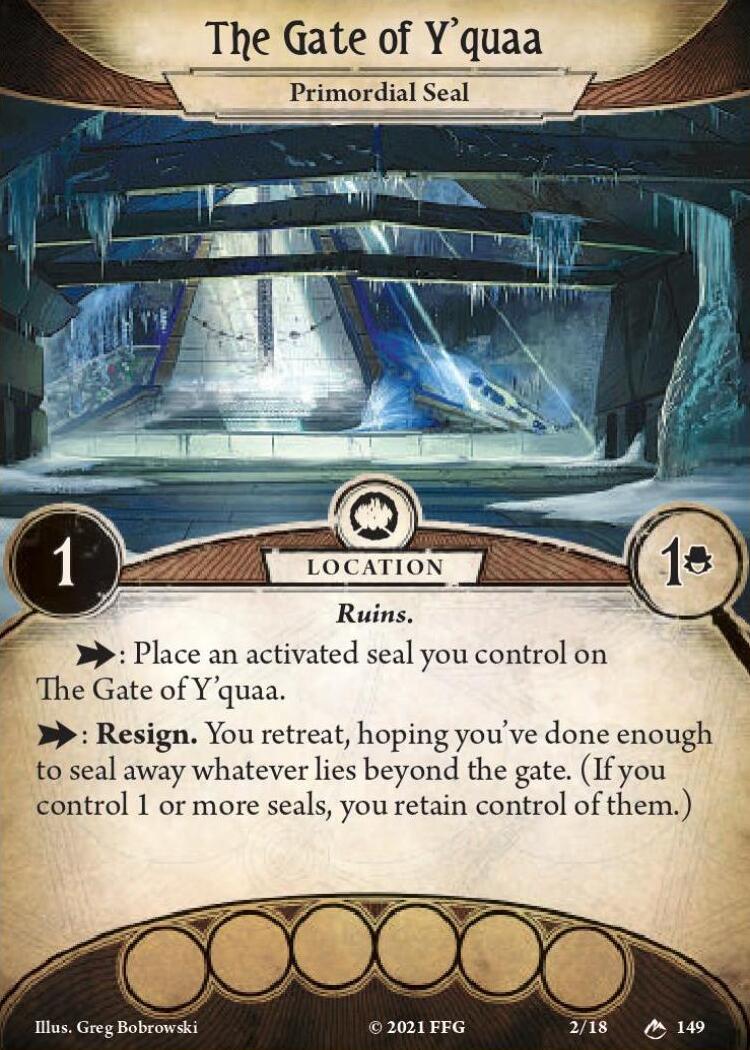 The Gate of Y'quaa
Primordial Seal
1
1
LOCATION
Ruins.
: Place an activated seal you control on
The Gate of Y'quaa.
: Resign. You retreat, hoping you've done enough
to seal away whatever lies beyond the gate. (If you
control 1 or more seals, you retain control of them.)
Illus. Greg Bobrowski © 2021 FFG 2/18 149